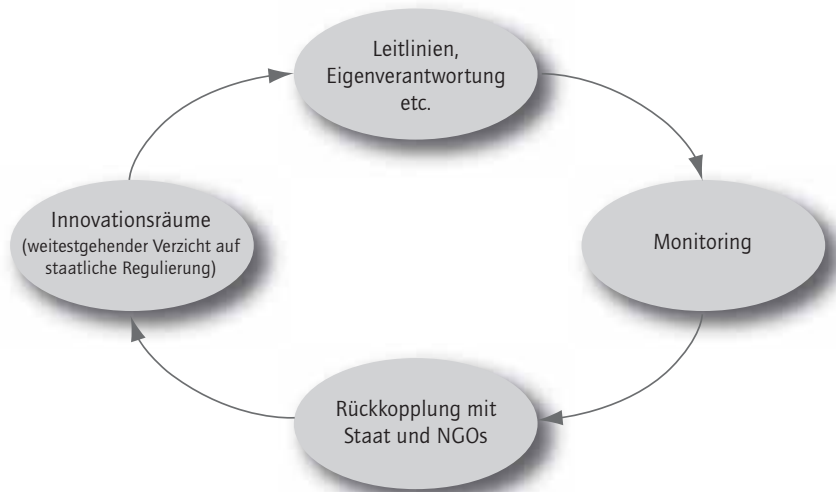 Leitlinien,
Eigenverantwortung
etc.
Innovationsräume
(weitestgehender Verzicht auf
staatliche Regulierung)
Monitoring
Rückkopplung mit
Staat und NGOs